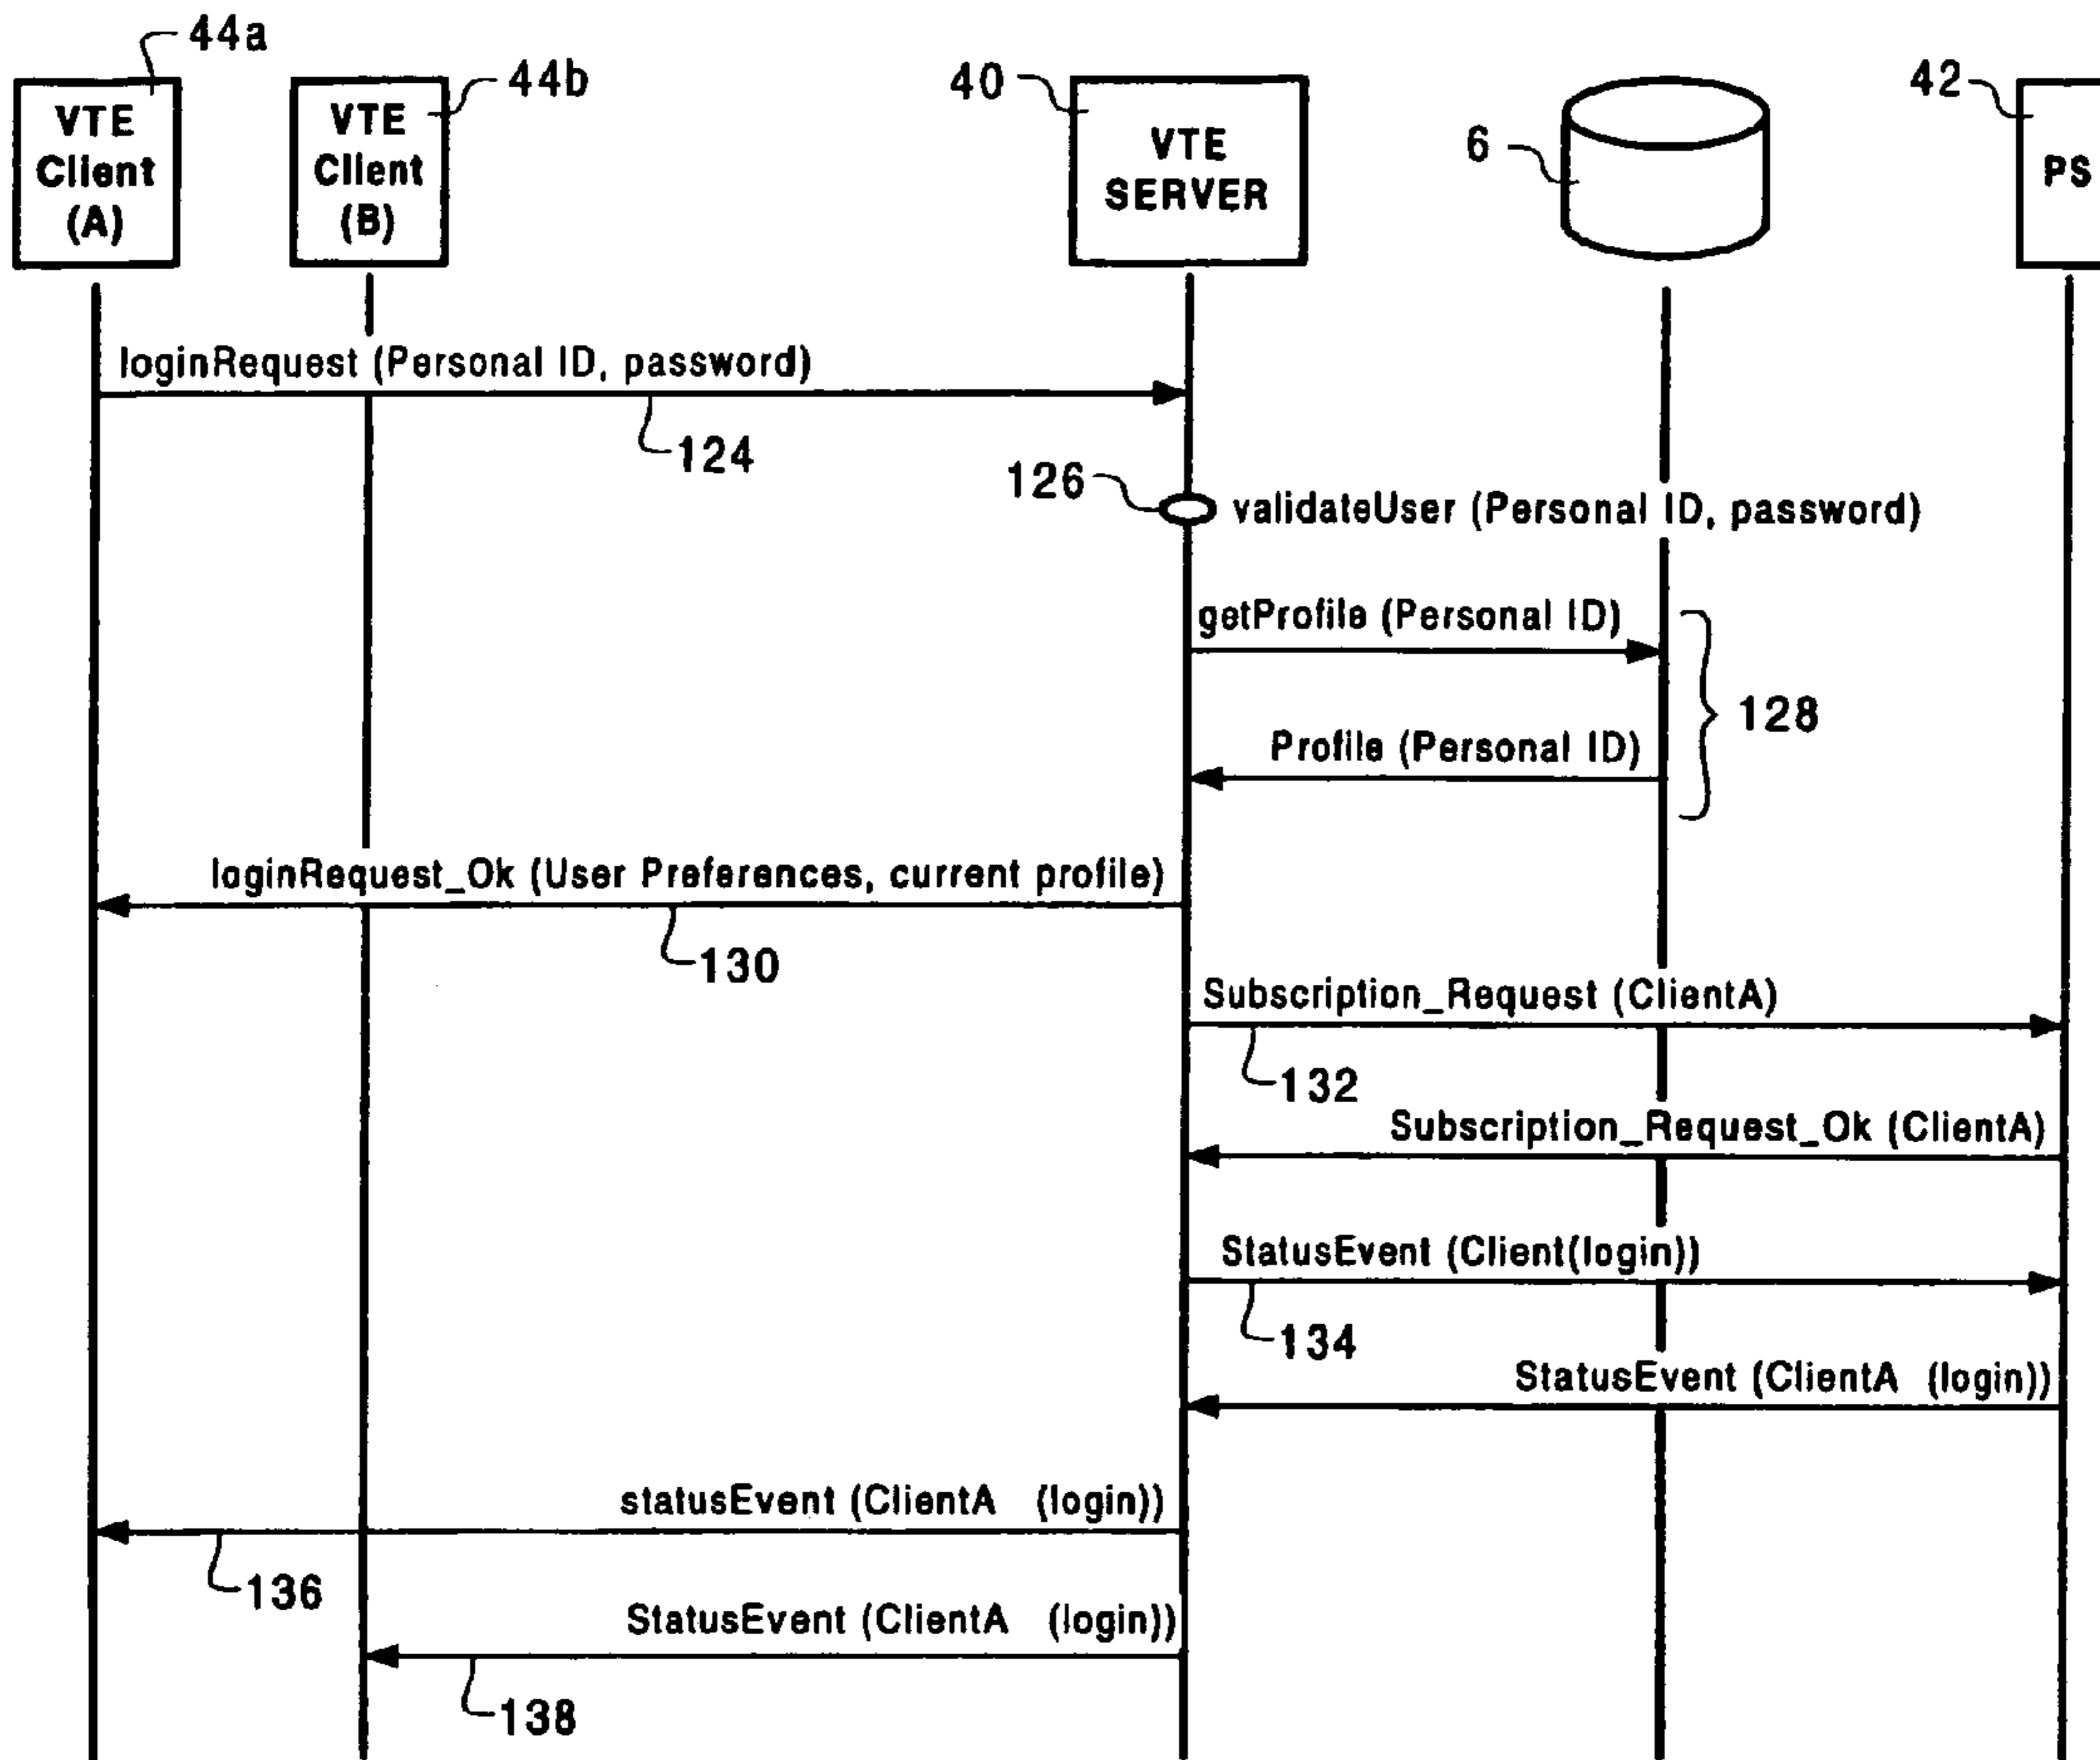 44a
44b
40
6
42
VTE
Client
(A)
VTE
Client
(B)
VTE
SERVER
PS
loginRequest (Personal ID, password)
124
126
validateUser (Personal ID, password)
getProfile (Personal ID)
128
Profile (Personal ID)
loginRequest_Ok (User Preferences, current profile)
130
Subscription_Request (ClientA)
132
Subscription_Request_Ok (ClientA)
StatusEvent (Client(login))
134
StatusEvent (ClientA (login))
statusEvent (ClientA (login))
136
StatusEvent (ClientA (login))
138